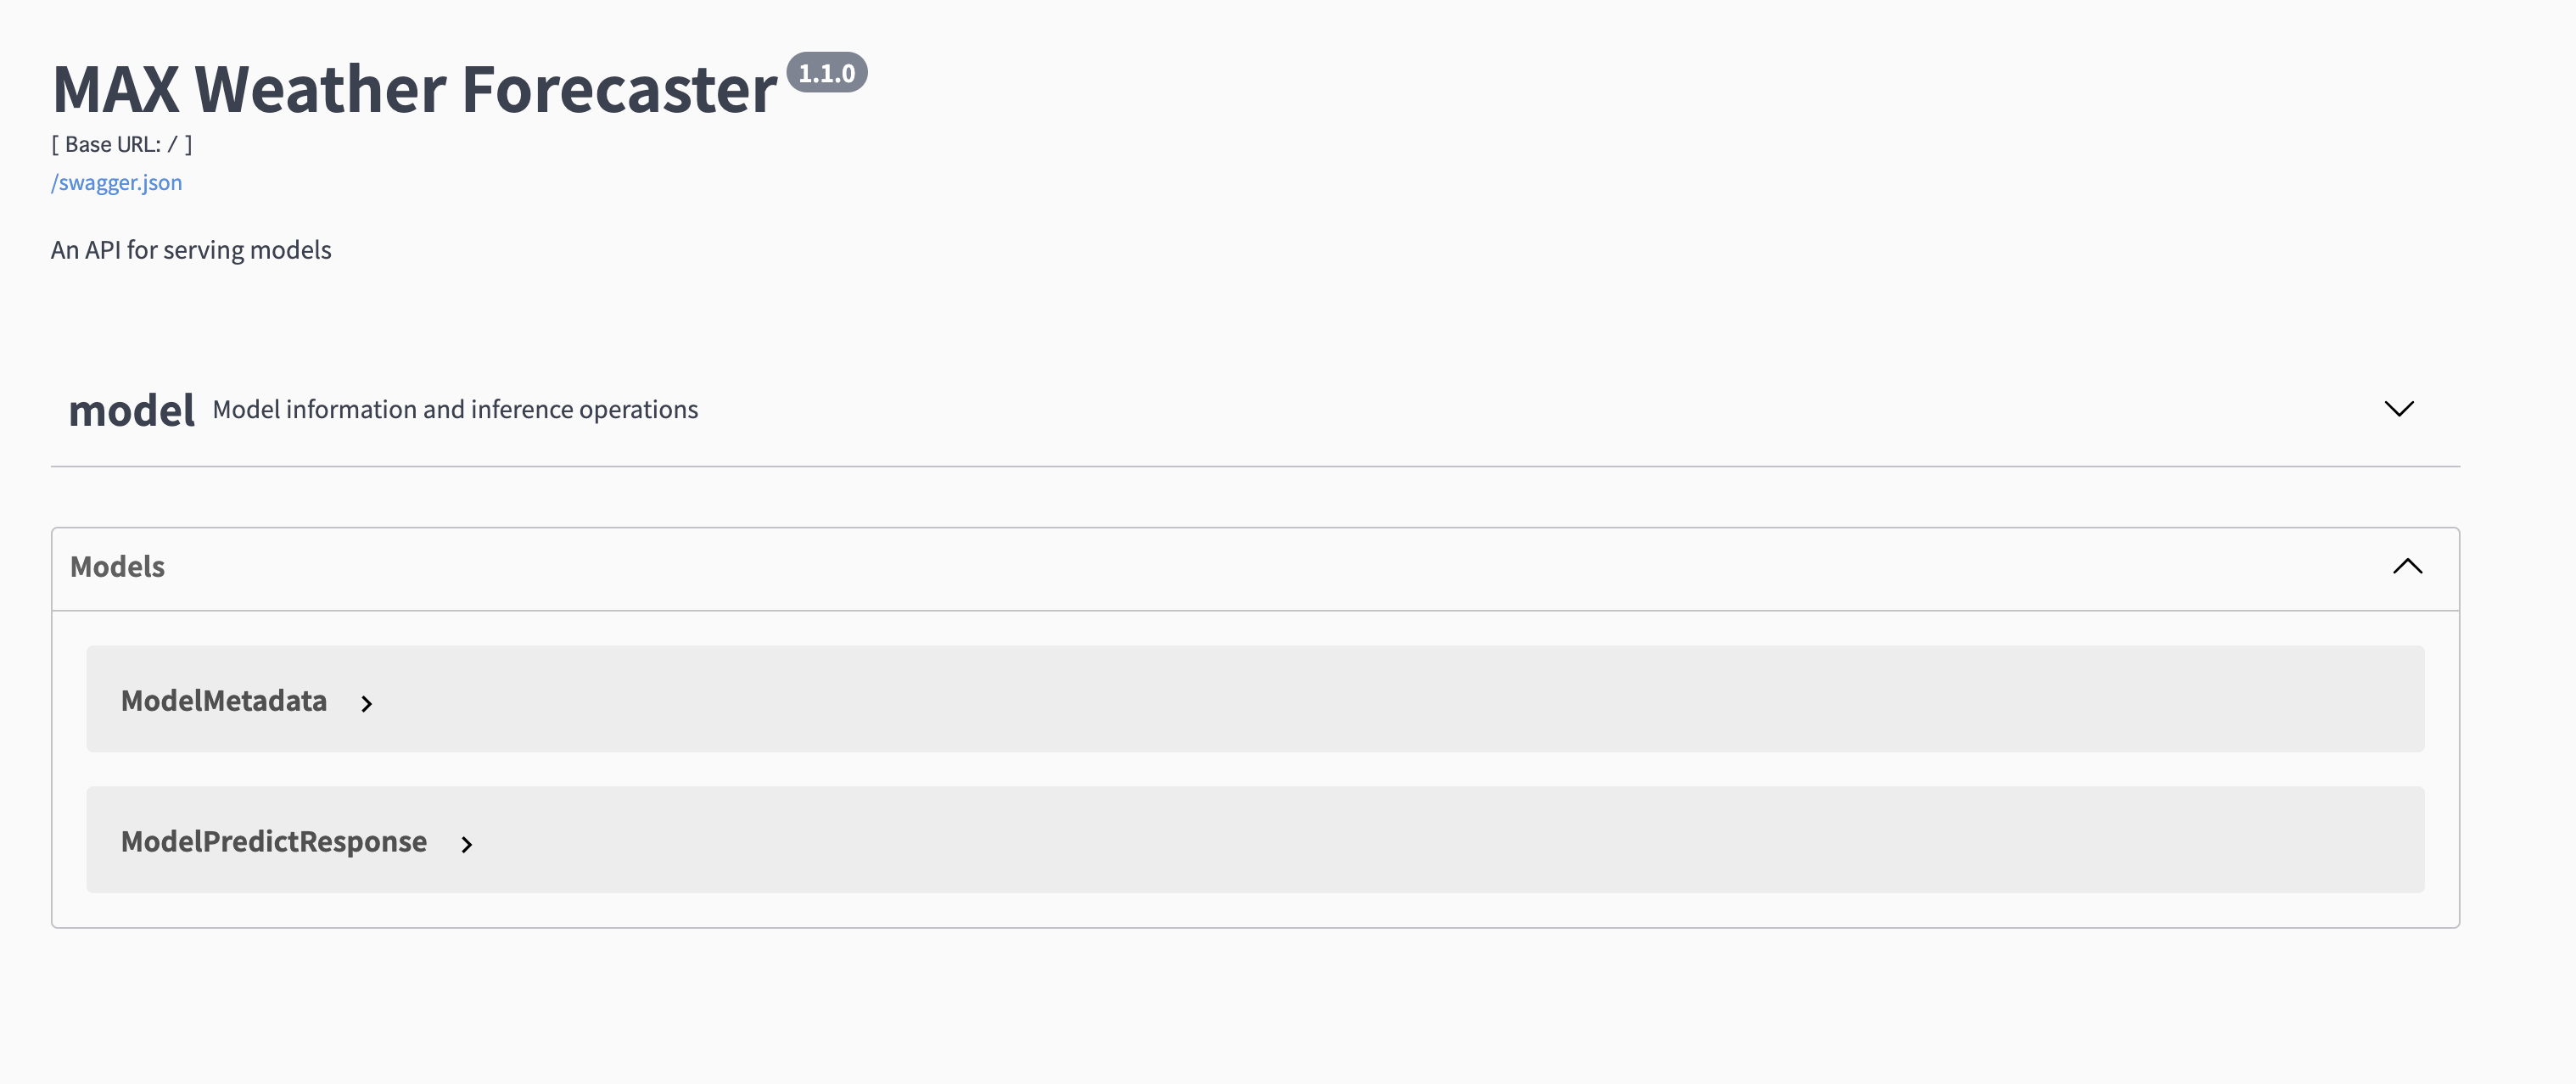 MAX Weather Forecaster 1.1.0
[ Base URL: / ]
/swagger.json
An API for serving models
model Model information and inference operations
Models
ModelMetadata
ModelPredictResponse